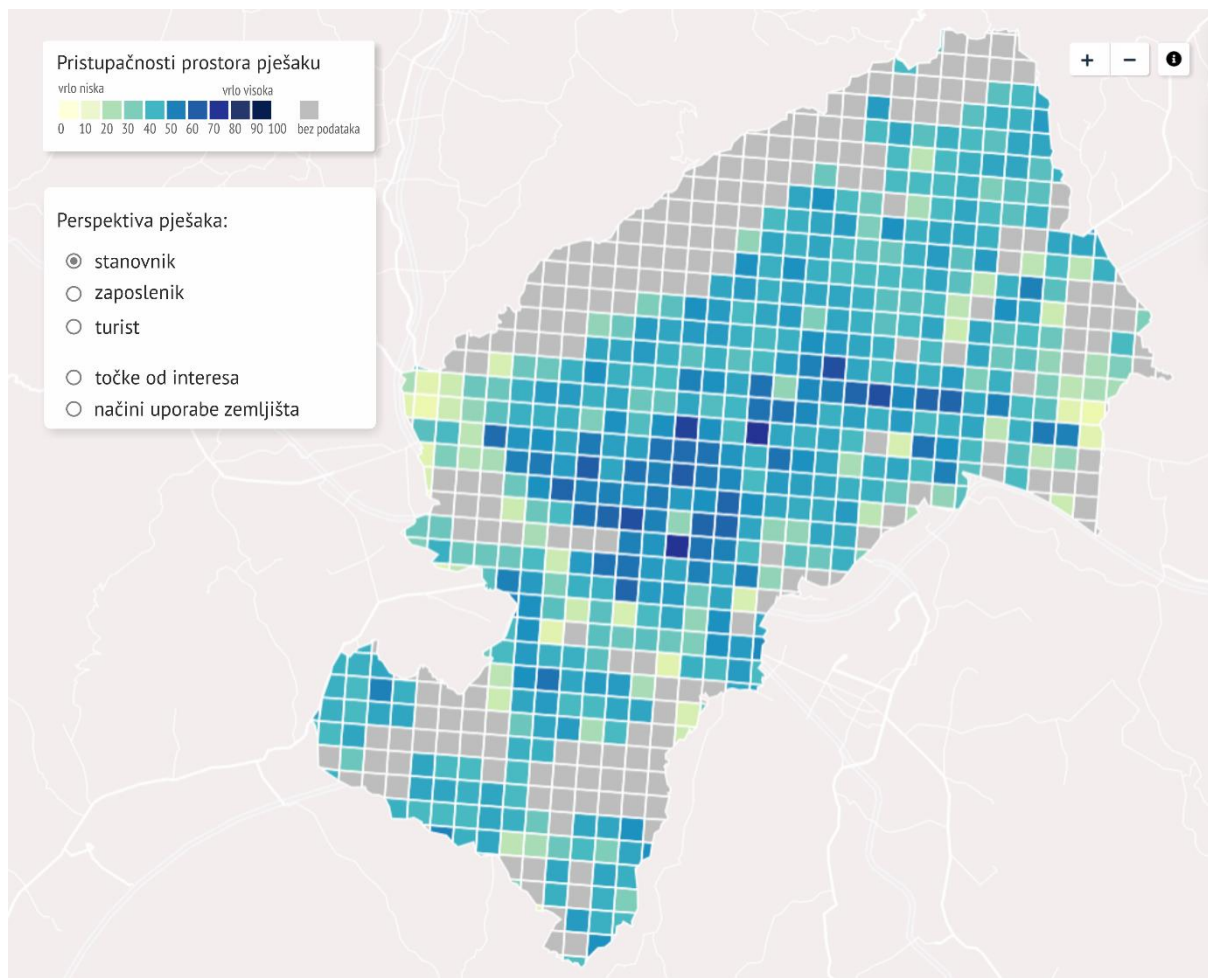 Pristupačnosti prostora pješaku
vrlo niska vrlo visoka
0 10 20 30 40 50 60 70 80 90 100 bez podataka
Perspektiva pješaka:
stanovnik
zaposlenik
turist
točke od interesa
načini uporabe zemljišta
+ − i